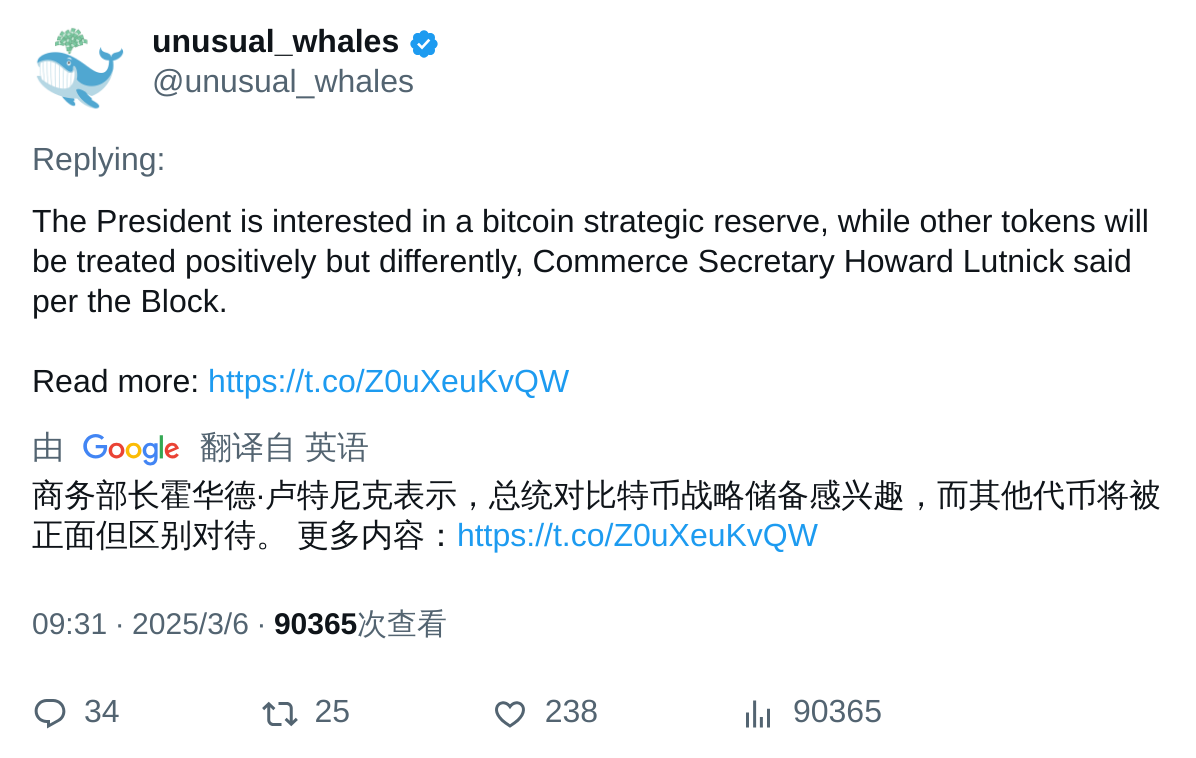 unusual_whales
@unusual_whales
Replying:
The President is interested in a bitcoin strategic reserve, while other tokens will
be treated positively but differently, Commerce Secretary Howard Lutnick said
per the Block.
Read more: https://t.co/Z0uXeuKvQW
由 Google 翻译自 英语
商务部长霍华德·卢特尼克表示，总统对比特币战略储备感兴趣，而其他代币将被
正面但区别对待。 更多内容：https://t.co/Z0uXeuKvQW
09:31 · 2025/3/6 · 90365次查看
34 25 238 90365